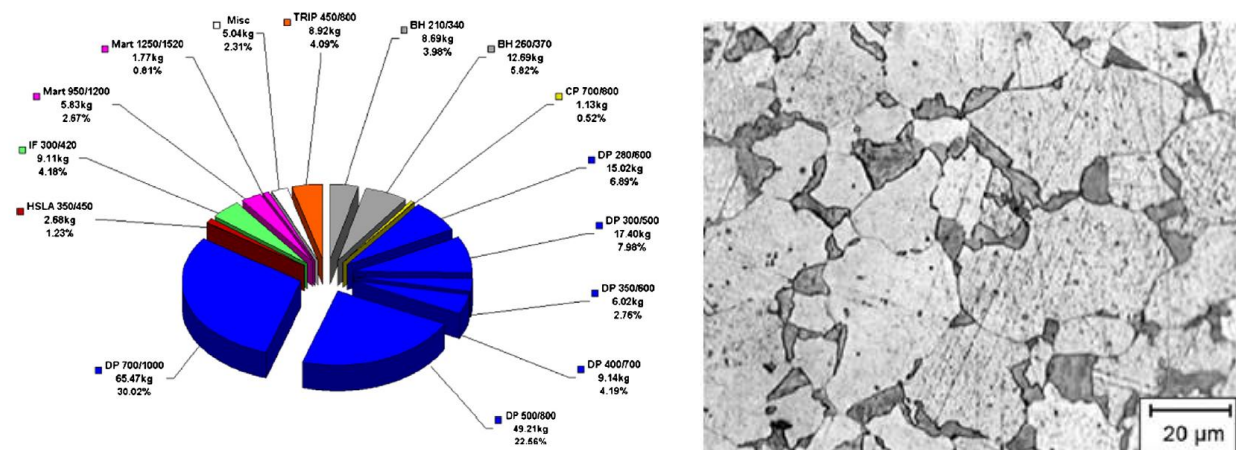 Misc
5.04kg
2.31%
TRIP 450/800
8.92kg
4.09%
BH 210/340
8.69kg
3.98%
BH 260/370
12.69kg
5.82%
Mart 1250/1520
1.77kg
0.81%
Mart 950/1200
5.83kg
2.67%
CP 700/800
1.13kg
0.52%
IF 300/420
9.11kg
4.18%
DP 280/600
15.02kg
6.89%
HSLA 350/450
2.68kg
1.23%
DP 300/500
17.40kg
7.98%
DP 350/600
6.02kg
2.76%
DP 700/1000
65.47kg
30.02%
DP 400/700
9.14kg
4.19%
DP 500/800
49.21kg
22.56%
20 µm